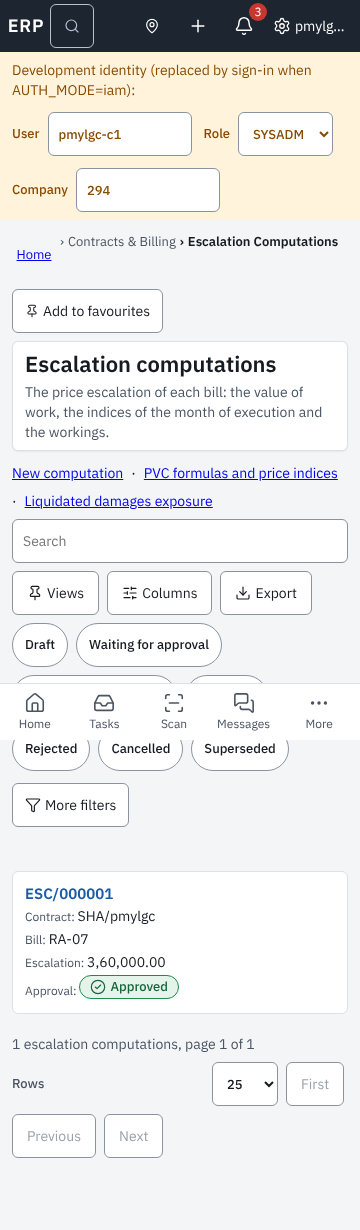 ERP
3
pmylg...
Development identity (replaced by sign-in when
AUTH_MODE=iam):
User pmylgc-c1 Role SYSADM
Company 294
Home › Contracts & Billing › Escalation Computations
Add to favourites
Escalation computations
The price escalation of each bill: the value of
work, the indices of the month of execution and
the workings.
New computation · PVC formulas and price indices
· Liquidated damages exposure
Search
Views Columns Export
Draft Waiting for approval
Home Tasks Scan Messages More
Rejected Cancelled Superseded
More filters
ESC/000001
Contract: SHA/pmylgc
Bill: RA-07
Escalation: 3,60,000.00
Approval: Approved
1 escalation computations, page 1 of 1
Rows 25 First
Previous Next